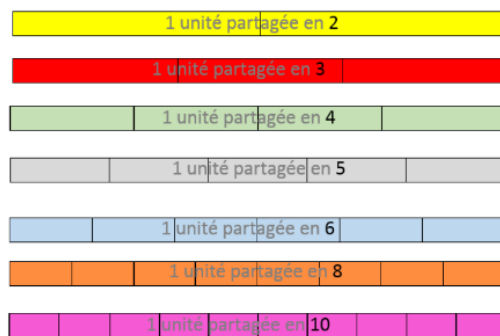 1 unité partagée en 2
1 unité partagée en 3
1 unité partagée en 4
1 unité partagée en 5
1 unité partagée en 6
1 unité partagée en 8
1 unité partagée en 10